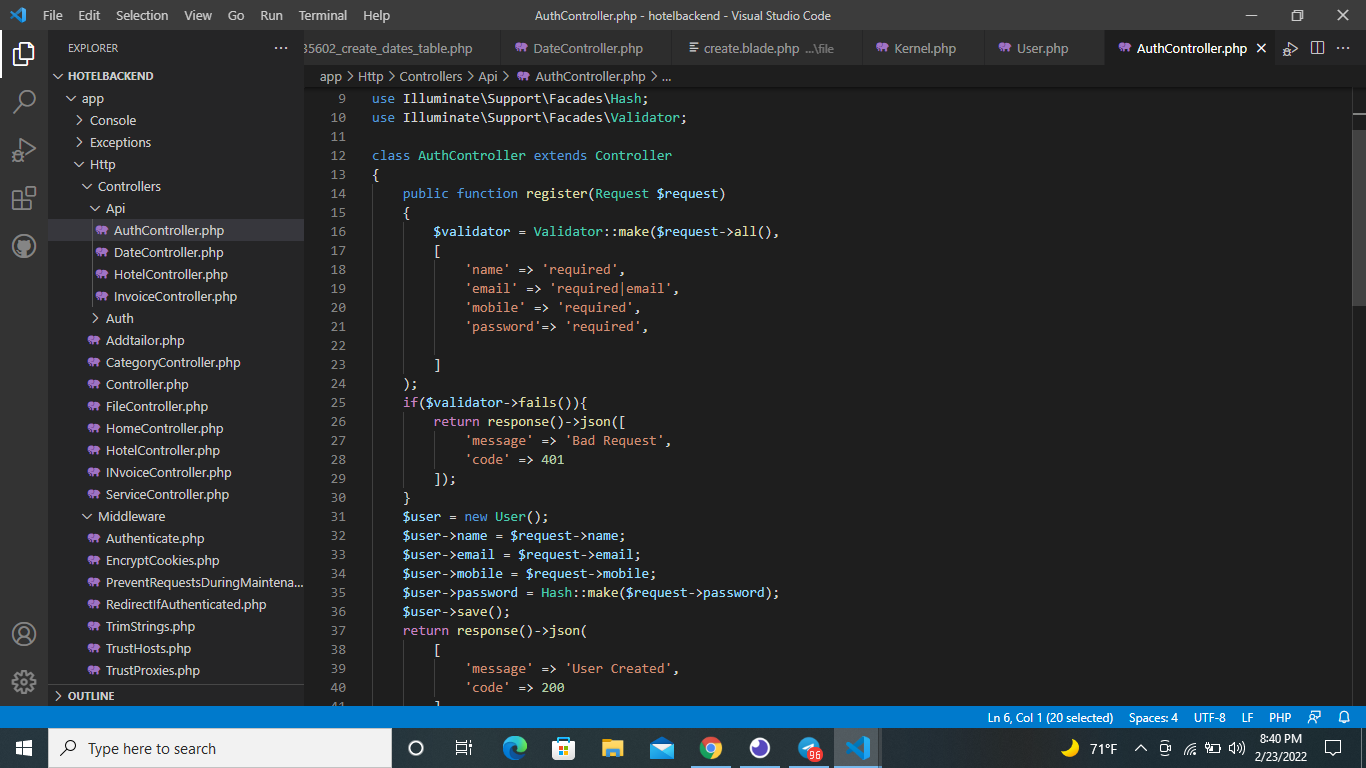 File Edit Selection View Go Run Terminal Help AuthController.php - hotelbackend - Visual Studio Code
EXPLORER
HOTELBACKEND
app
Console
Exceptions
Http
Controllers
Api
AuthController.php
DateController.php
HotelController.php
InvoiceController.php
Auth
Addtailor.php
CategoryController.php
Controller.php
FileController.php
HomeController.php
HotelController.php
INvoiceController.php
ServiceController.php
Middleware
Authenticate.php
EncryptCookies.php
PreventRequestsDuringMaintena...
RedirectIfAuthenticated.php
TrimStrings.php
TrustHosts.php
TrustProxies.php
OUTLINE
35602_create_dates_table.php DateController.php create.blade.php ...\file Kernel.php User.php AuthController.php
app > Http > Controllers > Api > AuthController.php > ...
9 use Illuminate\Support\Facades\Hash;
10 use Illuminate\Support\Facades\Validator;
11
12 class AuthController extends Controller
13 {
14 public function register(Request $request)
15 {
16 $validator = Validator::make($request->all(),
17 [
18 'name' => 'required',
19 'email' => 'required|email',
20 'mobile' => 'required',
21 'password'=> 'required',
22
23 ]
24 );
25 if($validator->fails()){
26 return response()->json([
27 'message' => 'Bad Request',
28 'code' => 401
29 ]);
30 }
31 $user = new User();
32 $user->name = $request->name;
33 $user->email = $request->email;
34 $user->mobile = $request->mobile;
35 $user->password = Hash::make($request->password);
36 $user->save();
37 return response()->json(
38 [
39 'message' => 'User Created',
40 'code' => 200
41 ]
Ln 6, Col 1 (20 selected) Spaces: 4 UTF-8 LF PHP
Type here to search
96
71°F
8:40 PM
2/23/2022